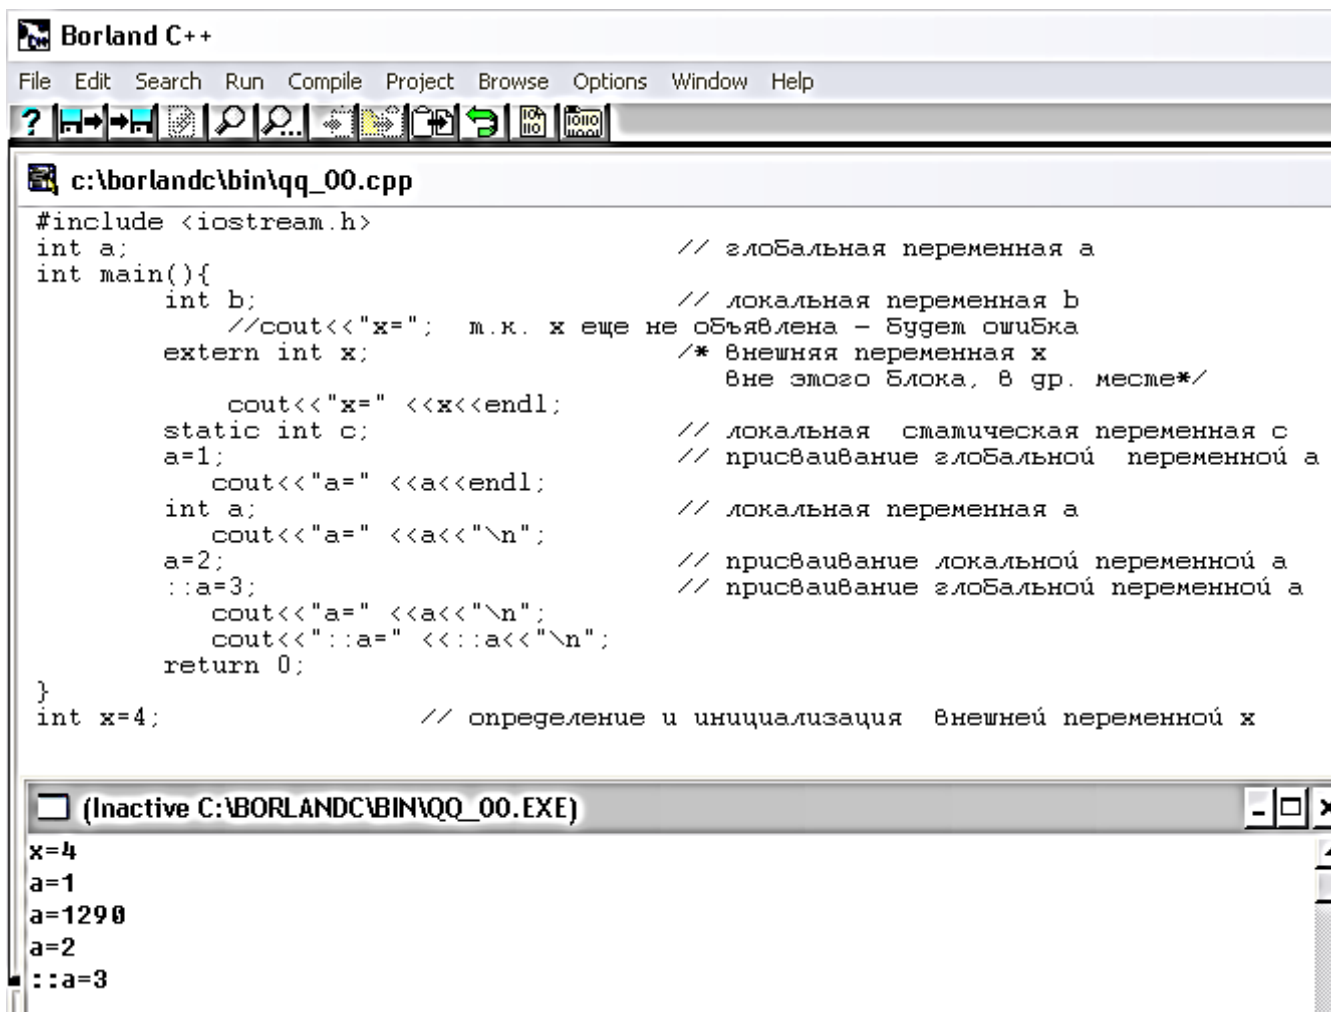 Borland C++
File Edit Search Run Compile Project Browse Options Window Help
c:\borlandc\bin\qq_00.cpp
#include <iostream.h>
int a; // глобальная переменная a
int main(){
int b; // локальная переменная b
//cout<<"x="; т.к. x еще не объявлена - будет ошибка
extern int x; /* внешняя переменная x
вне этого блока, в др. месте*/
cout<<"x=" <<x<<endl;
static int c; // локальная статическая переменная c
a=1; // присваивание глобальной переменной a
cout<<"a=" <<a<<endl;
int a; // локальная переменная a
cout<<"a=" <<a<<"\n";
a=2; // присваивание локальной переменной a
::a=3; // присваивание глобальной переменной a
cout<<"a=" <<a<<"\n";
cout<<"::a=" <<::a<<"\n";
return 0;
}
int x=4; // определение и инициализация внешней переменной x
(Inactive C:\BORLANDC\BIN\QQ_00.EXE)
x=4
a=1
a=1290
a=2
::a=3